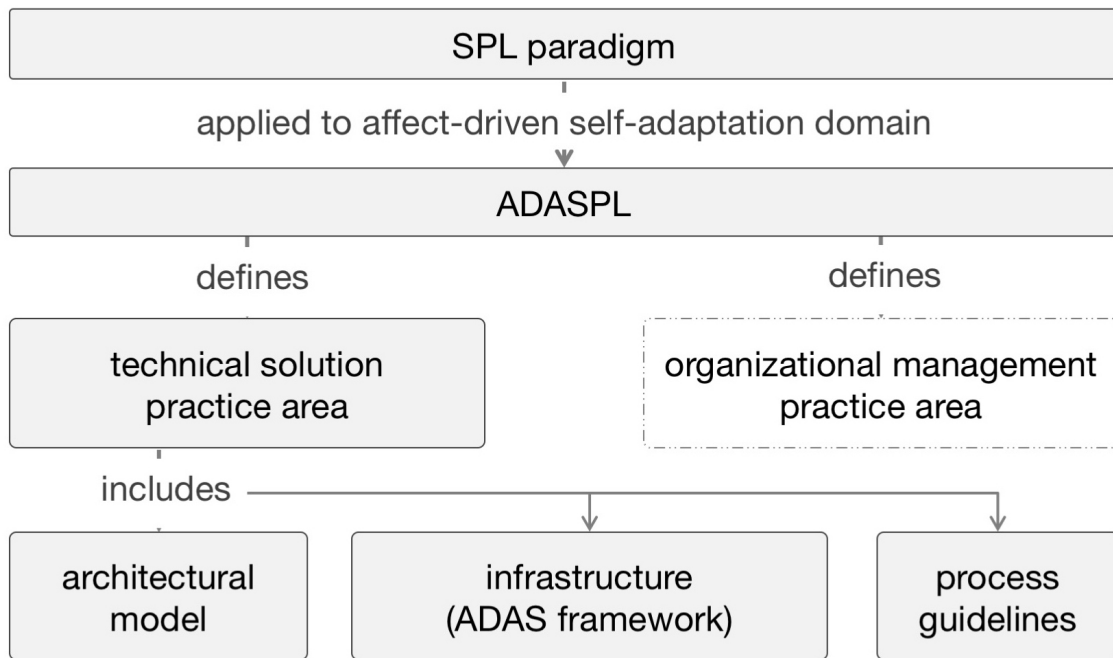 SPL paradigm
applied to affect-driven self-adaptation domain
ADASPL
defines
defines
technical solution
practice area
organizational management
practice area
includes
architectural
model
infrastructure
(ADAS framework)
process
guidelines